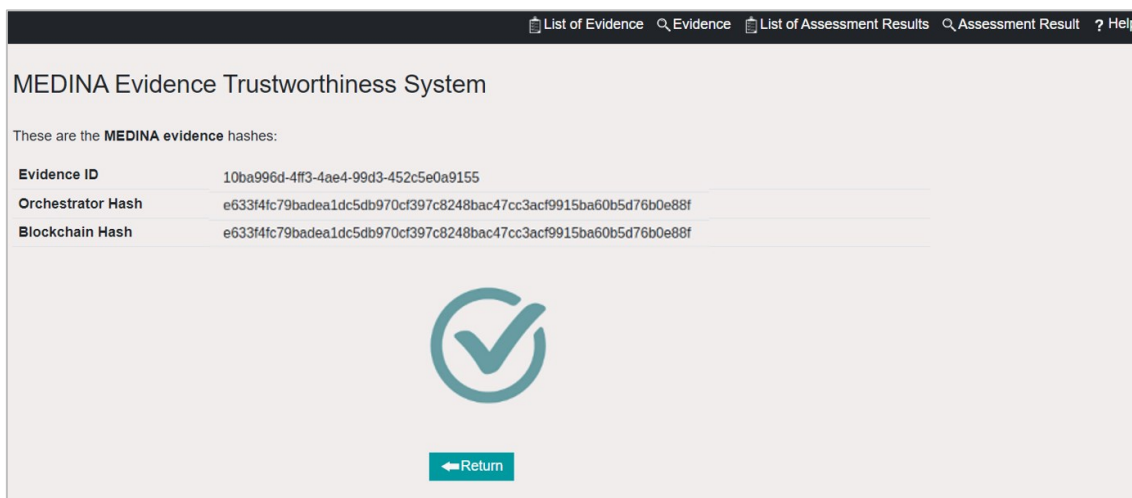 List of Evidence Evidence List of Assessment Results Assessment Result ? Help
MEDINA Evidence Trustworthiness System
These are the MEDINA evidence hashes:
Evidence ID 10ba996d-4ff3-4ae4-99d3-452c5e0a9155
Orchestrator Hash e633f4fc79badea1dc5db970cf397c8248bac47cc3acf9915ba60b5d76b0e88f
Blockchain Hash e633f4fc79badea1dc5db970cf397c8248bac47cc3acf9915ba60b5d76b0e88f
Return